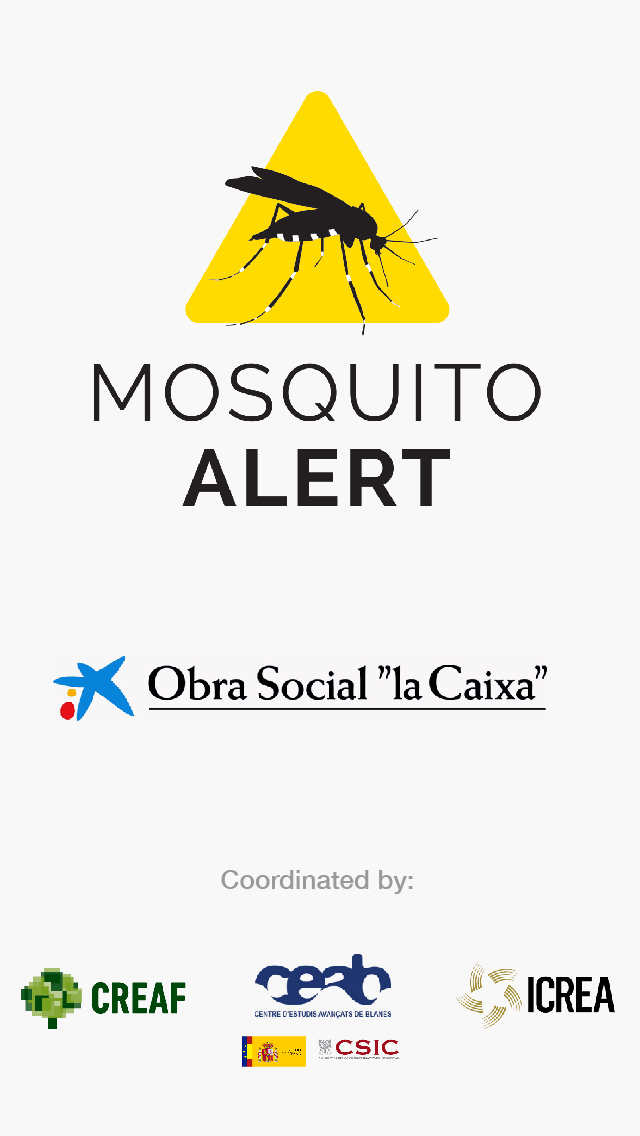 MOSQUITO
ALERT
Obra Social "la Caixa"
Coordinated by:
CREAF
ceab
CENTRE D'ESTUDIS AVANÇATS DE BLANES
CSIC
ICREA